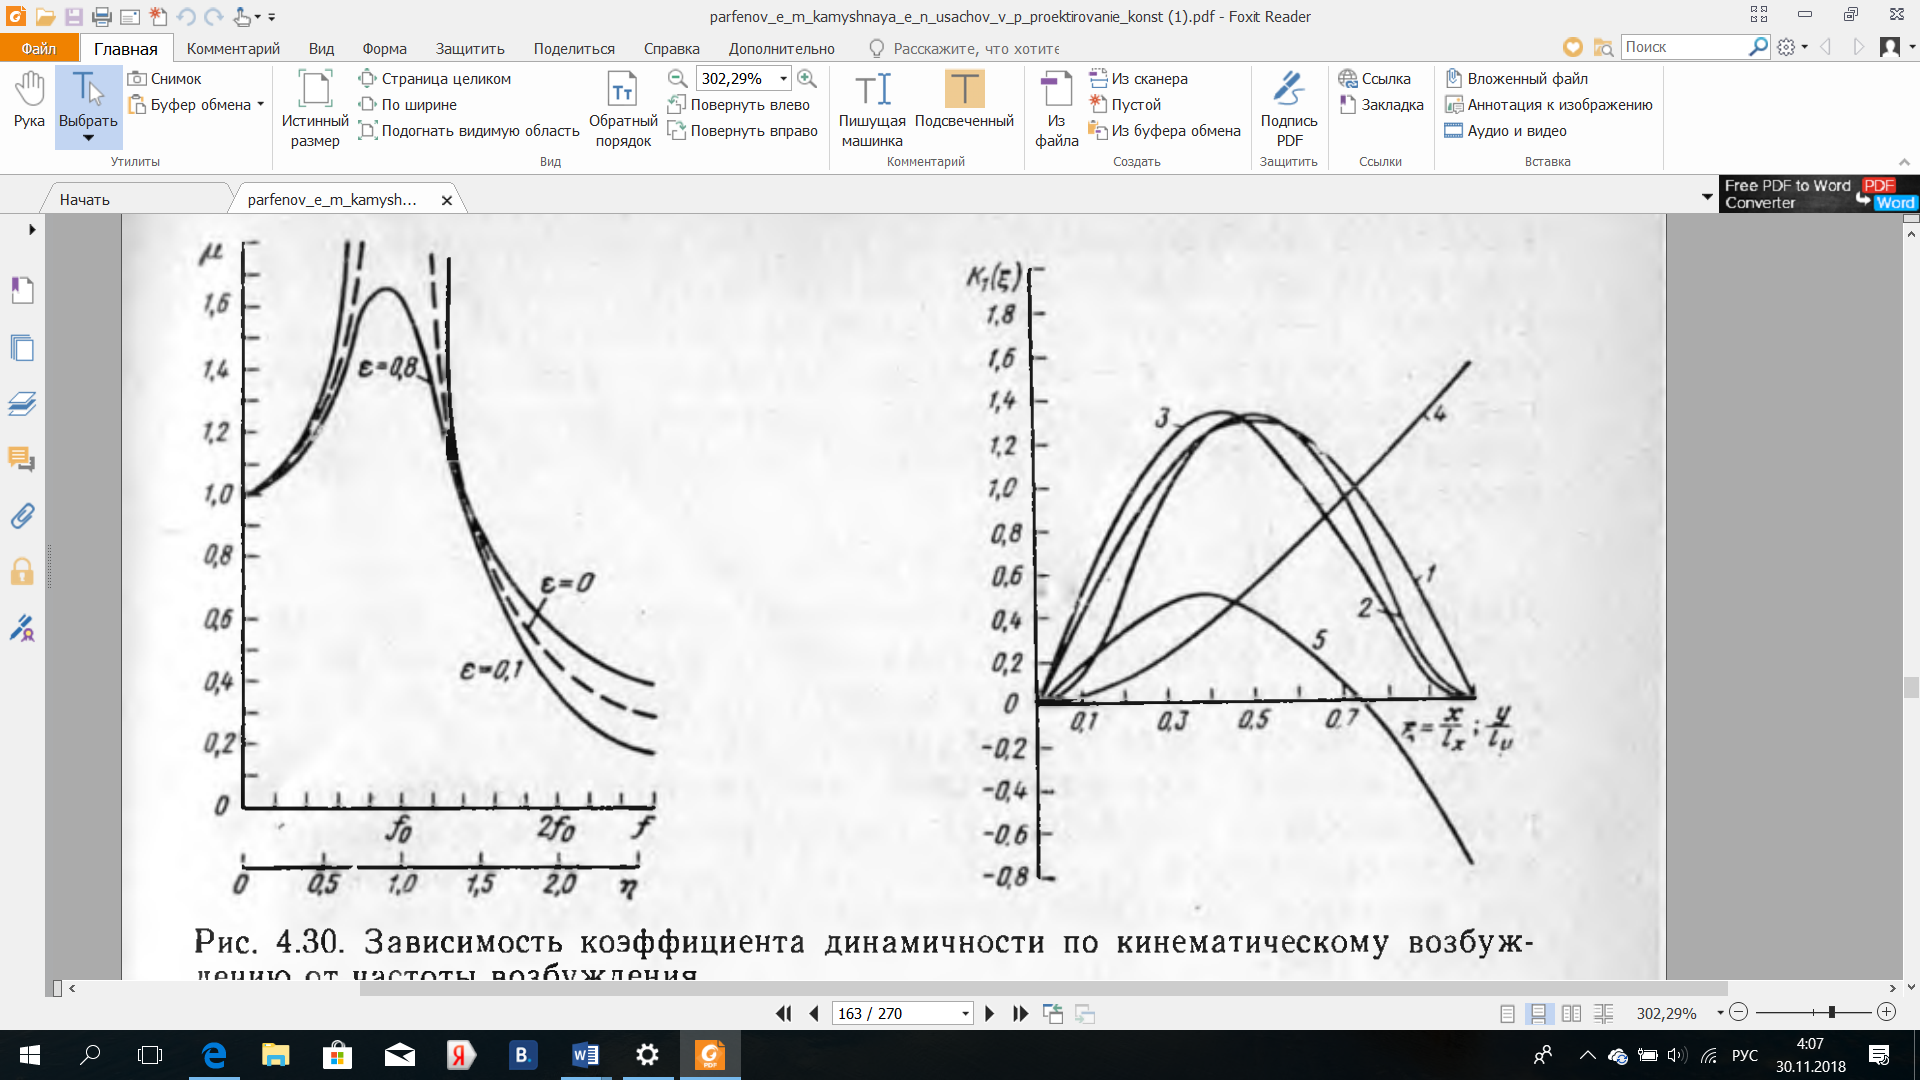 parfenov_e_m_kamyshnaya_e_n_usachov_v_p_proektirovanie_konst (1).pdf - Foxit Reader
Файл Главная Комментарий Вид Форма Защитить Поделиться Справка Дополнительно Расскажите, что хотите Поиск
Рука
Выбрать
Снимок
Буфер обмена
Утилиты
Истинный размер
Страница целиком
По ширине
Подогнать видимую область
Обратный порядок
302,29%
Повернуть влево
Повернуть вправо
Вид
Пишущая машинка
Подсвеченный
Комментарий
Из файла
Из сканера
Пустой
Из буфера обмена
Создать
Подпись PDF
Защитить
Ссылка
Закладка
Ссылки
Вложенный файл
Аннотация к изображению
Аудио и видео
Вставка
Начать
parfenov_e_m_kamysh...
Free PDF to Word Converter PDF Word
μ
1,6
1,4
1,2
1,0
0,8
0,6
0,4
0,2
0
ε=0,8
ε=0
ε=0,1
f₀ 2f₀ f
0 0,5 1,0 1,5 2,0 η
K₁(ξ)
1,8
1,6
1,4
1,2
1,0
0,8
0,6
0,4
0,2
0
-0,2
-0,4
-0,6
-0,8
3
4
1
2
5
0,1 0,3 0,5 0,7
Рис. 4.30. Зависимость коэффициента динамичности по кинематическому возбуж-
дению от частоты возбуждения
163 / 270
302,29%
РУС
4:07
30.11.2018